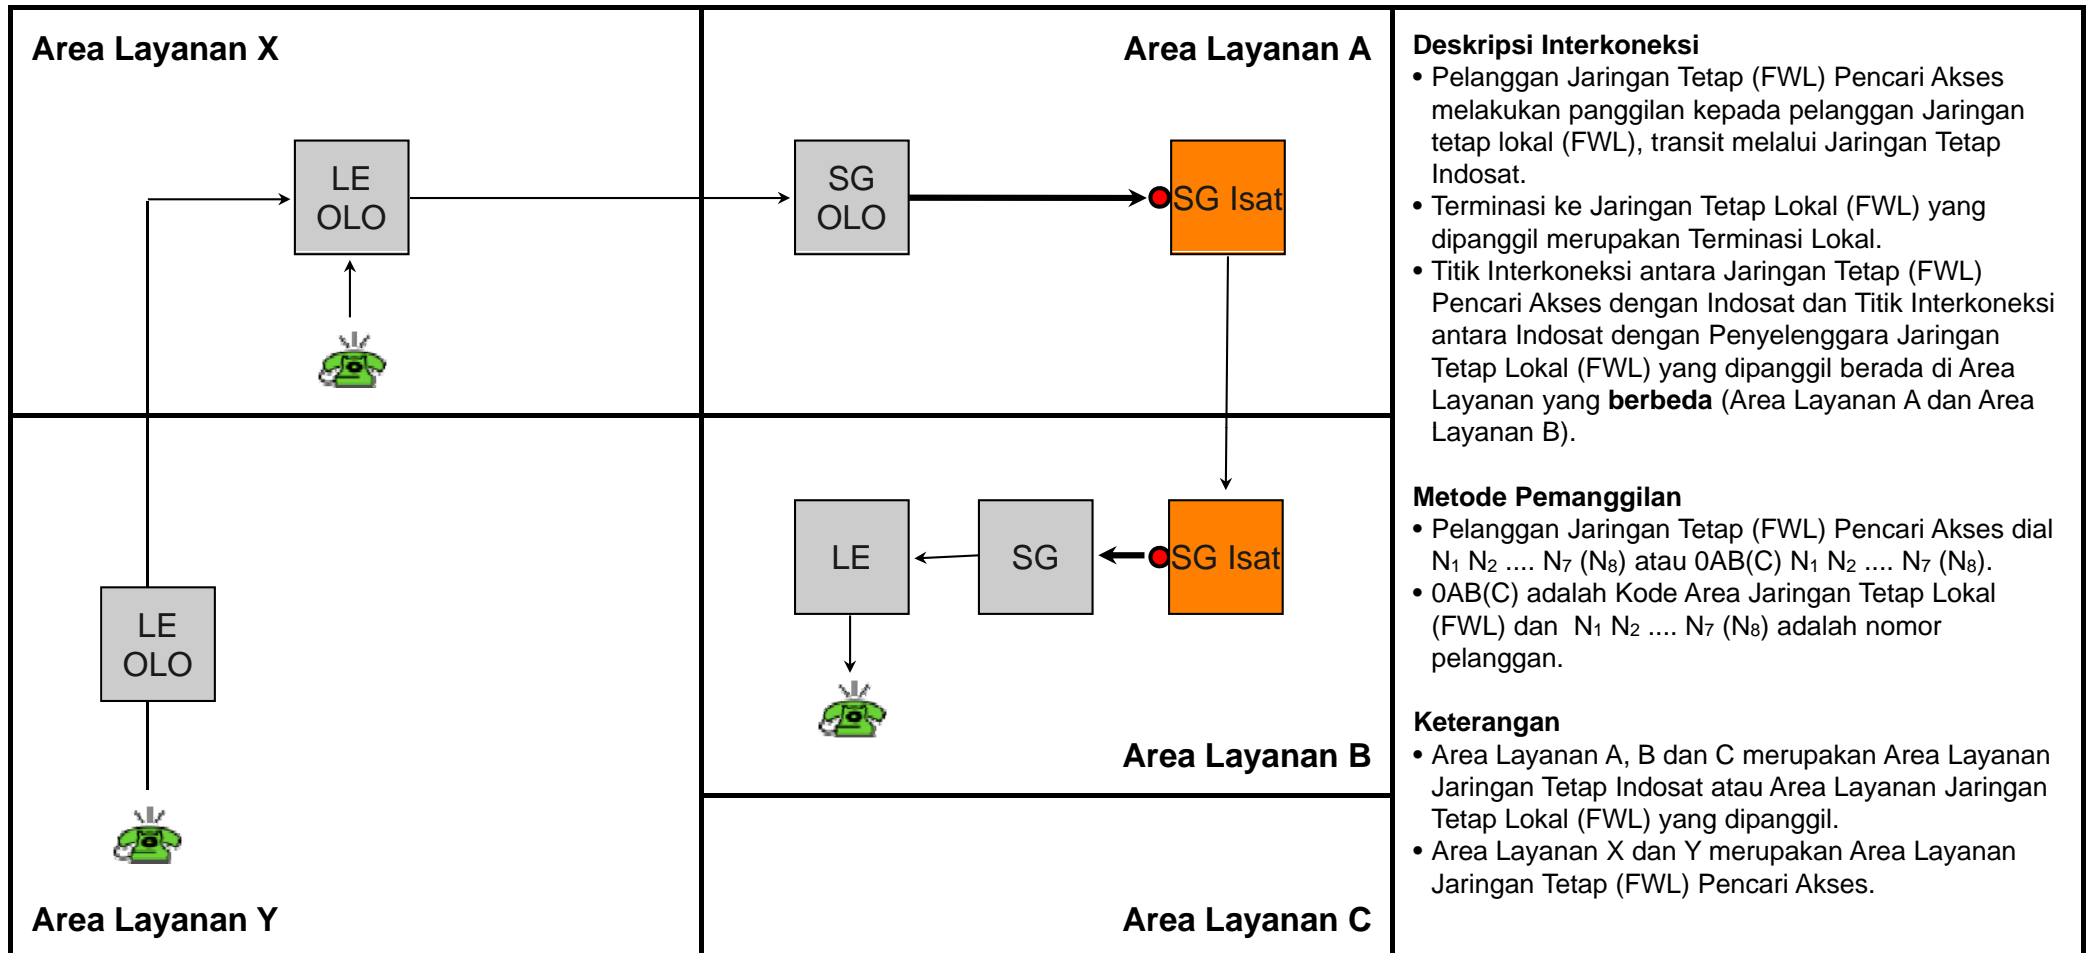 Area Layanan X
Area Layanan A
LE
OLO
SG
OLO
SG Isat
LE
SG
SG Isat
LE
OLO
Area Layanan B
Area Layanan Y
Area Layanan C
Deskripsi Interkoneksi
• Pelanggan Jaringan Tetap (FWL) Pencari Akses
melakukan panggilan kepada pelanggan Jaringan
tetap lokal (FWL), transit melalui Jaringan Tetap
Indosat.
• Terminasi ke Jaringan Tetap Lokal (FWL) yang
dipanggil merupakan Terminasi Lokal.
• Titik Interkoneksi antara Jaringan Tetap (FWL)
Pencari Akses dengan Indosat dan Titik Interkoneksi
antara Indosat dengan Penyelenggara Jaringan
Tetap Lokal (FWL) yang dipanggil berada di Area
Layanan yang berbeda (Area Layanan A dan Area
Layanan B).
Metode Pemanggilan
• Pelanggan Jaringan Tetap (FWL) Pencari Akses dial
N₁ N₂ .... N₇ (N₈) atau 0AB(C) N₁ N₂ .... N₇ (N₈).
• 0AB(C) adalah Kode Area Jaringan Tetap Lokal
(FWL) dan N₁ N₂ .... N₇ (N₈) adalah nomor
pelanggan.
Keterangan
• Area Layanan A, B dan C merupakan Area Layanan
Jaringan Tetap Indosat atau Area Layanan Jaringan
Tetap Lokal (FWL) yang dipanggil.
• Area Layanan X dan Y merupakan Area Layanan
Jaringan Tetap (FWL) Pencari Akses.